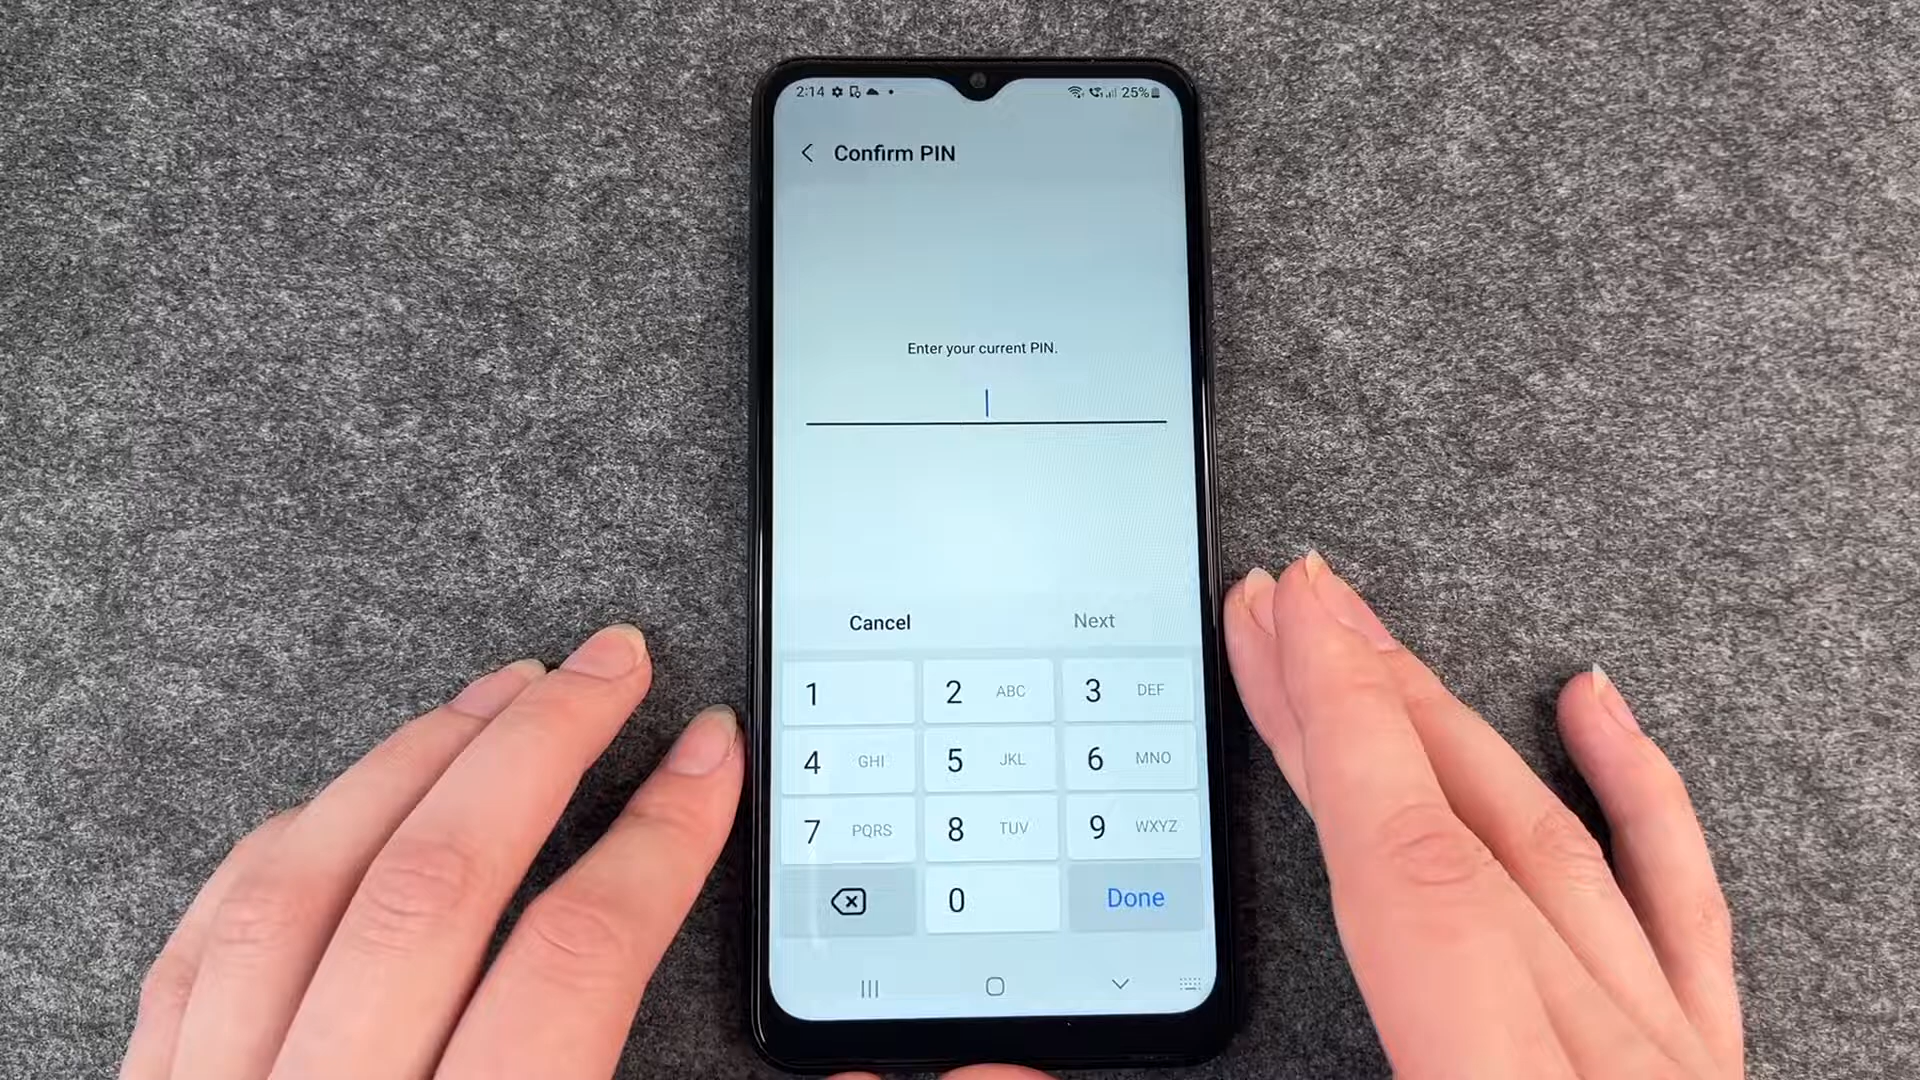 2:14 25%
Confirm PIN
Enter your current PIN.
Cancel Next
1 2 ABC 3 DEF
4 GHI 5 JKL 6 MNO
7 PQRS 8 TUV 9 WXYZ
0 Done